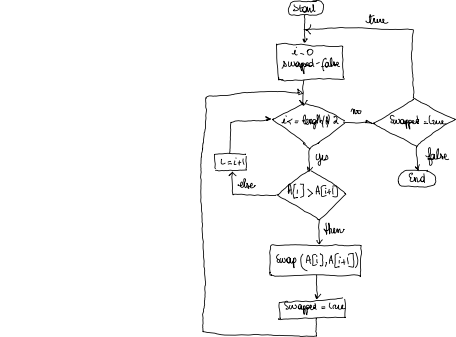 Start
true
i=0
swapped=false
i<=length(A)-2
no
Swapped=true
yes
false
i=i+1
End
else
A[i]>A[i+1]
then
Swap(A[i],A[i+1])
Swapped=true